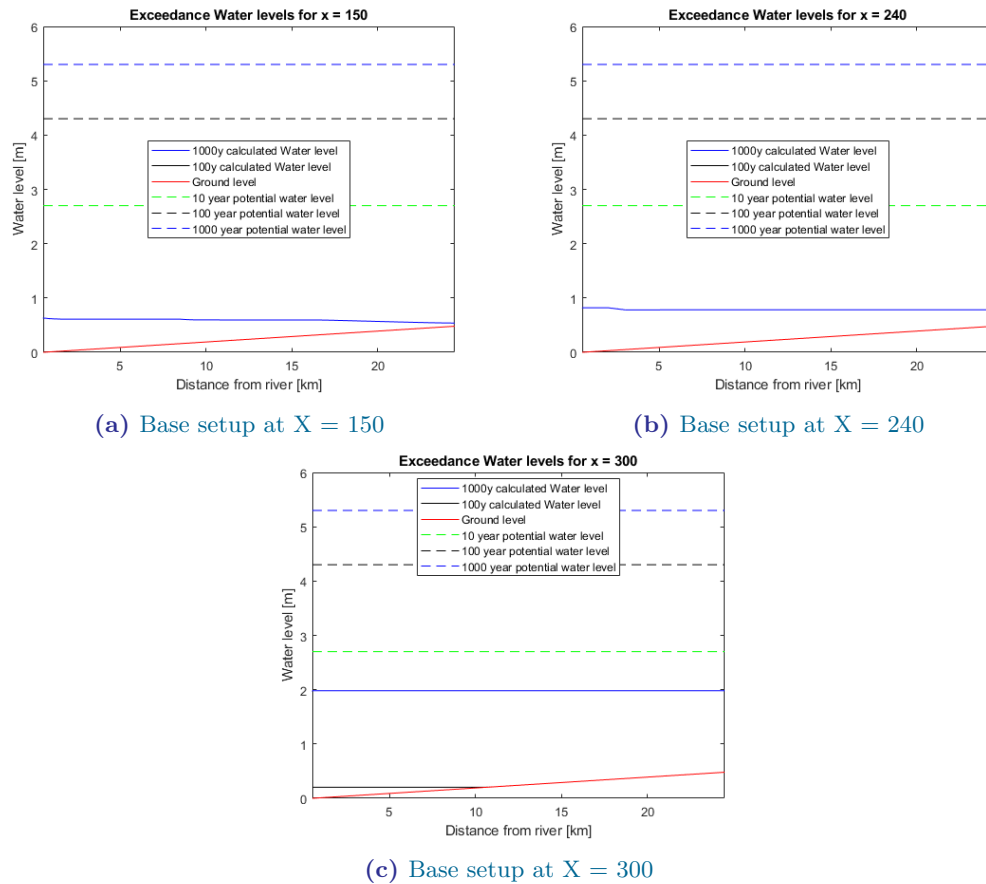 Exceedance Water levels for x = 150
6
5
4
3
2
1
0
Water level [m]
1000y calculated Water level
100y calculated Water level
Ground level
10 year potential water level
100 year potential water level
1000 year potential water level
5 10 15 20
Distance from river [km]
(a) Base setup at X = 150
Exceedance Water levels for x = 240
6
5
4
3
2
1
0
Water level [m]
1000y calculated Water level
100y calculated Water level
Ground level
10 year potential water level
100 year potential water level
1000 year potential water level
5 10 15 20
Distance from river [km]
(b) Base setup at X = 240
Exceedance Water levels for x = 300
6
5
4
3
2
1
0
Water level [m]
1000y calculated Water level
100y calculated Water level
Ground level
10 year potential water level
100 year potential water level
1000 year potential water level
5 10 15 20
Distance from river [km]
(c) Base setup at X = 300